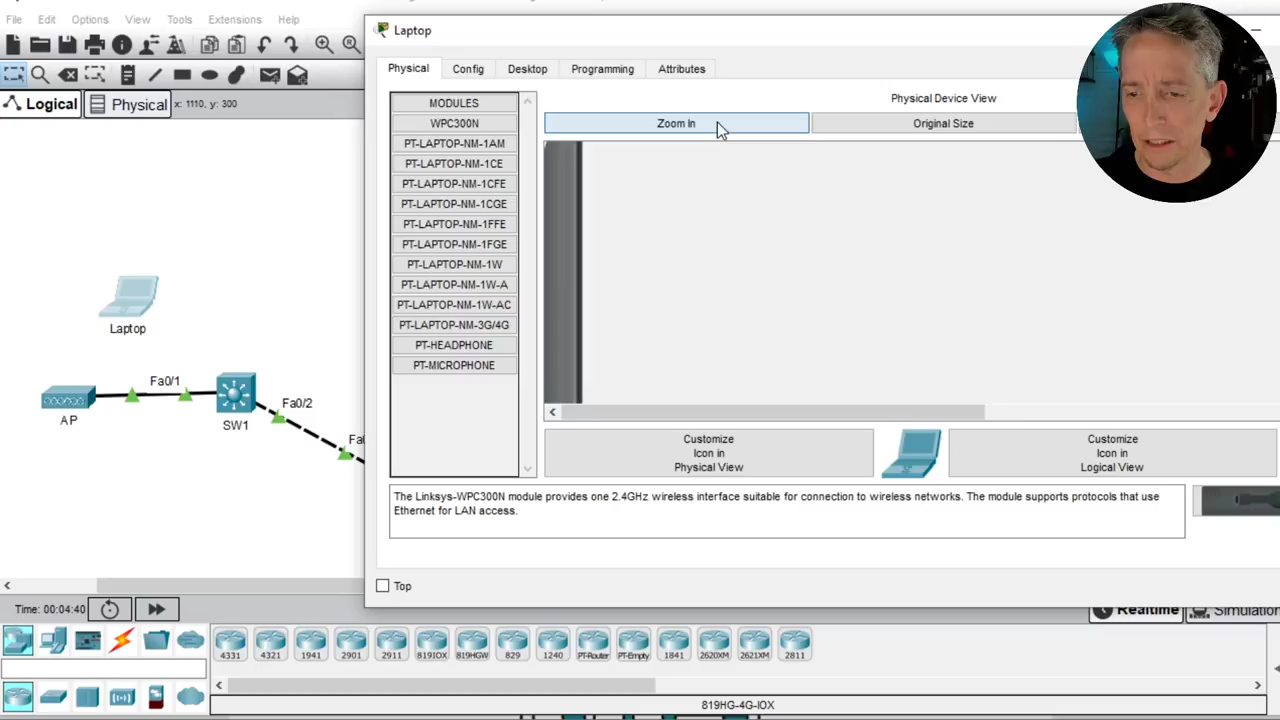 File Edit Options View Tools Extensions Help
Laptop
Physical Config Desktop Programming Attributes
Logical Physical x: 1110, y: 300
MODULES
WPC300N
PT-LAPTOP-NM-1AM
PT-LAPTOP-NM-1CE
PT-LAPTOP-NM-1CFE
PT-LAPTOP-NM-1CGE
PT-LAPTOP-NM-1FFE
PT-LAPTOP-NM-1FGE
PT-LAPTOP-NM-1W
PT-LAPTOP-NM-1W-A
PT-LAPTOP-NM-1W-AC
PT-LAPTOP-NM-3G/4G
PT-HEADPHONE
PT-MICROPHONE
Physical Device View
Zoom In Original Size
Laptop
Fa0/1
AP
SW1
Fa0/2
Fa
Customize
Icon in
Physical View
Customize
Icon in
Logical View
The Linksys-WPC300N module provides one 2.4GHz wireless interface suitable for connection to wireless networks. The module supports protocols that use
Ethernet for LAN access.
Top
Time: 00:04:40
Realtime Simulation
4331 4321 1941 2901 2911 819IOX 819HGW 829 1240 PT-Router PT-Empty 1841 2620XM 2621XM 2811
819HG-4G-IOX